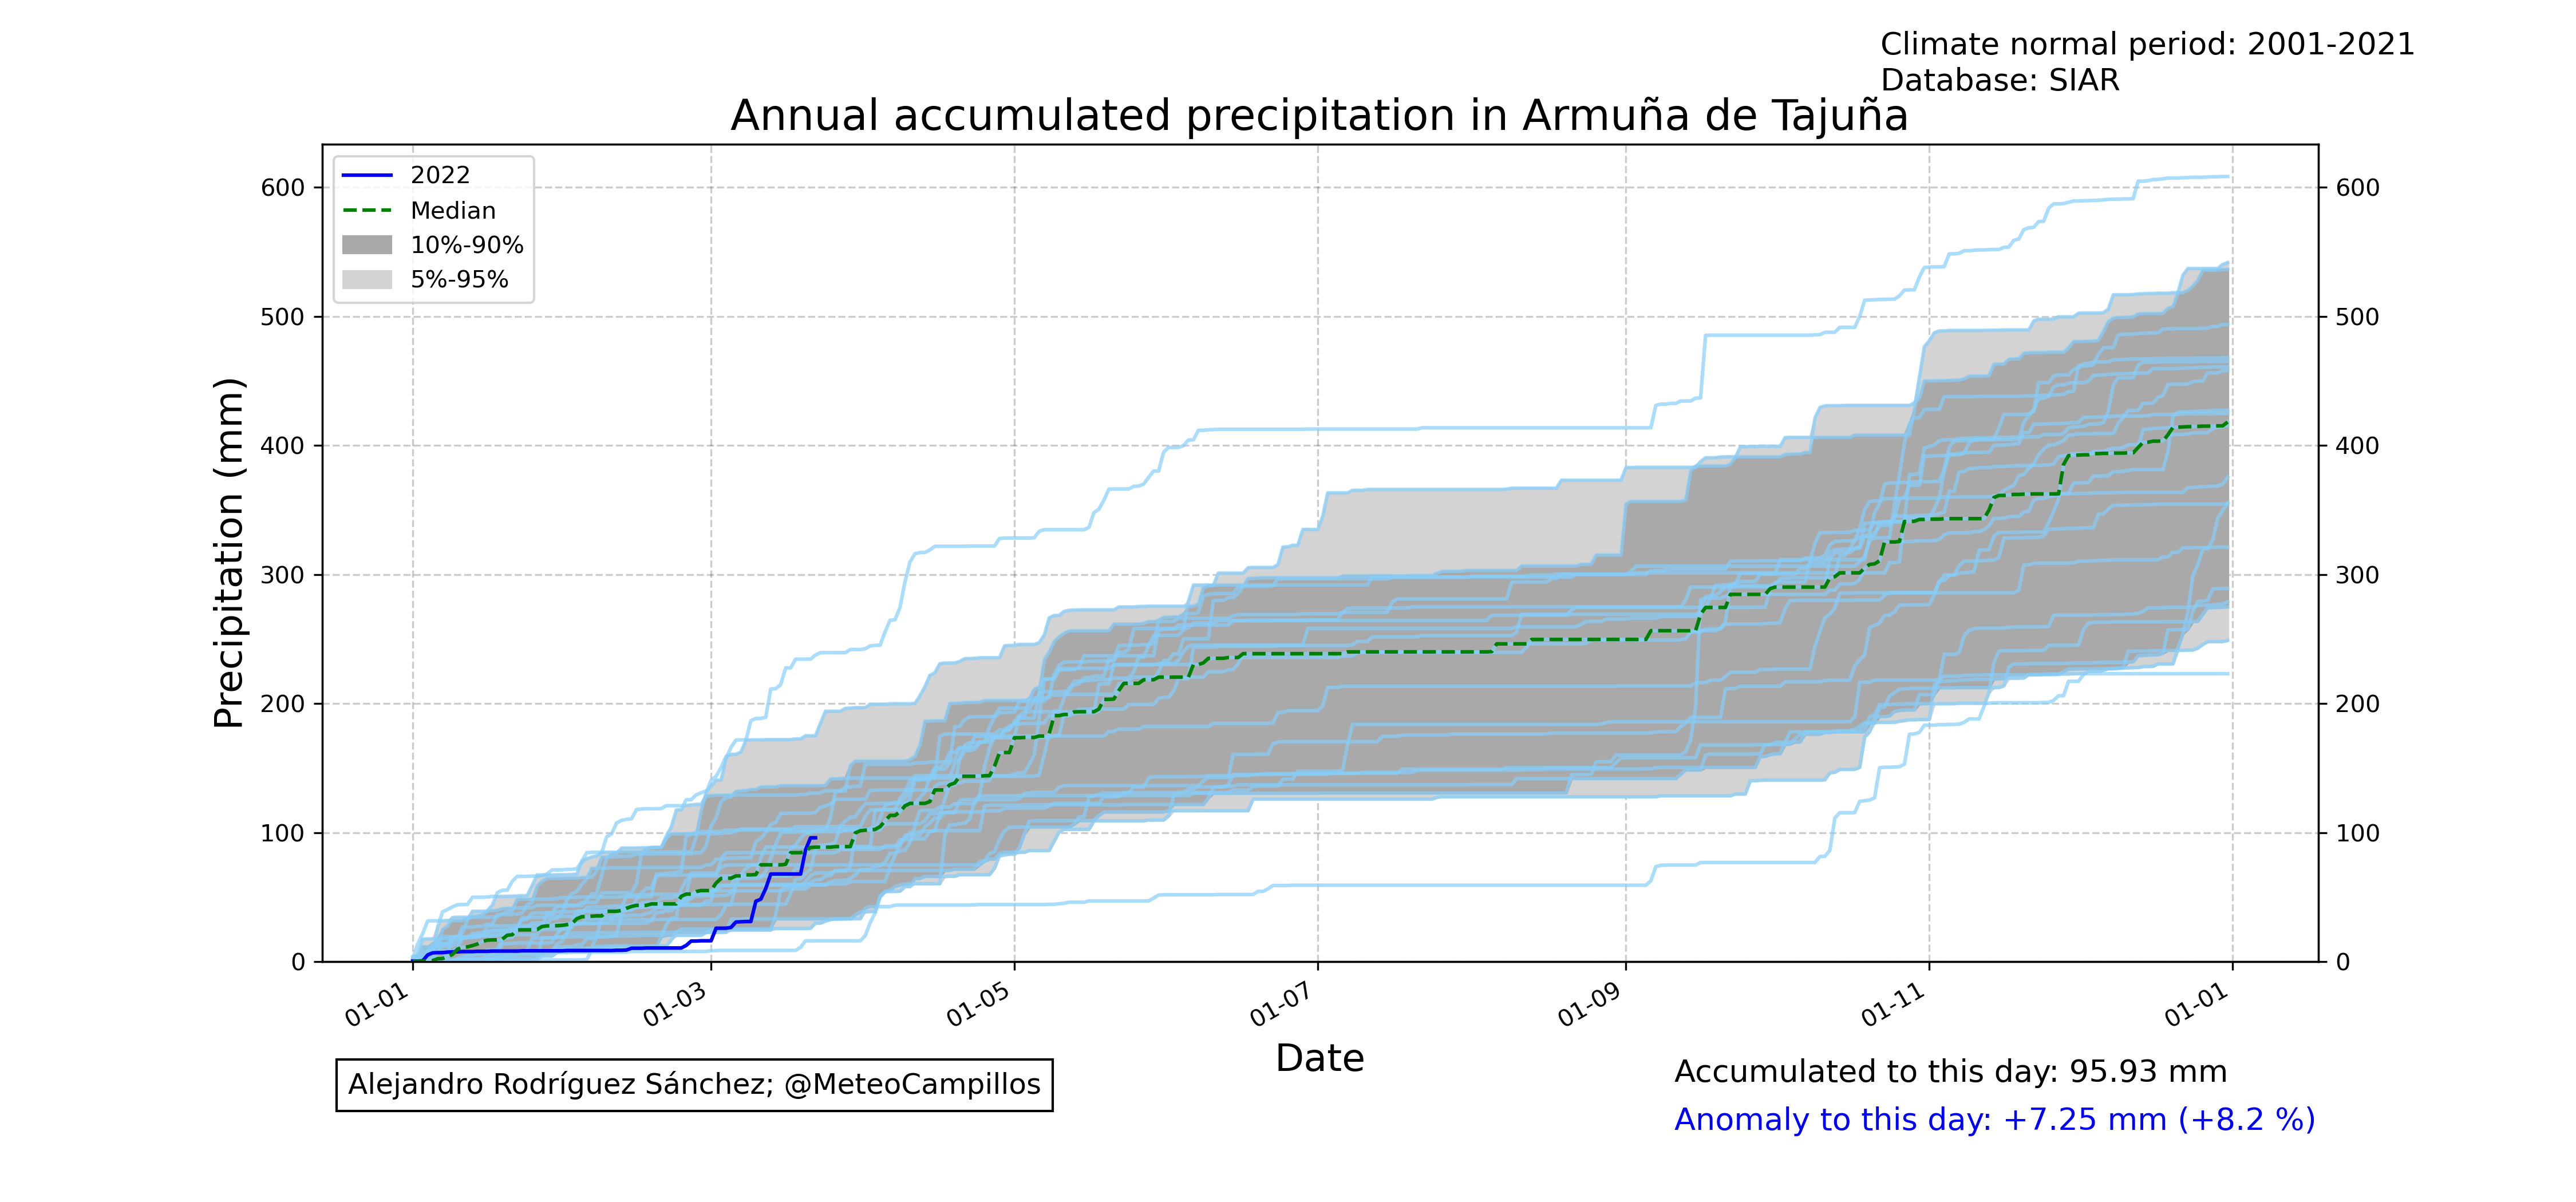 Climate normal period: 2001-2021
Database: SIAR
Annual accumulated precipitation in Armuña de Tajuña
2022
Median
10%-90%
5%-95%
Precipitation (mm)
600
500
400
300
200
100
0
600
500
400
300
200
100
0
01-01
01-03
01-05
01-07
01-09
01-11
01-01
Date
Alejandro Rodríguez Sánchez; @MeteoCampillos
Accumulated to this day: 95.93 mm
Anomaly to this day: +7.25 mm (+8.2 %)